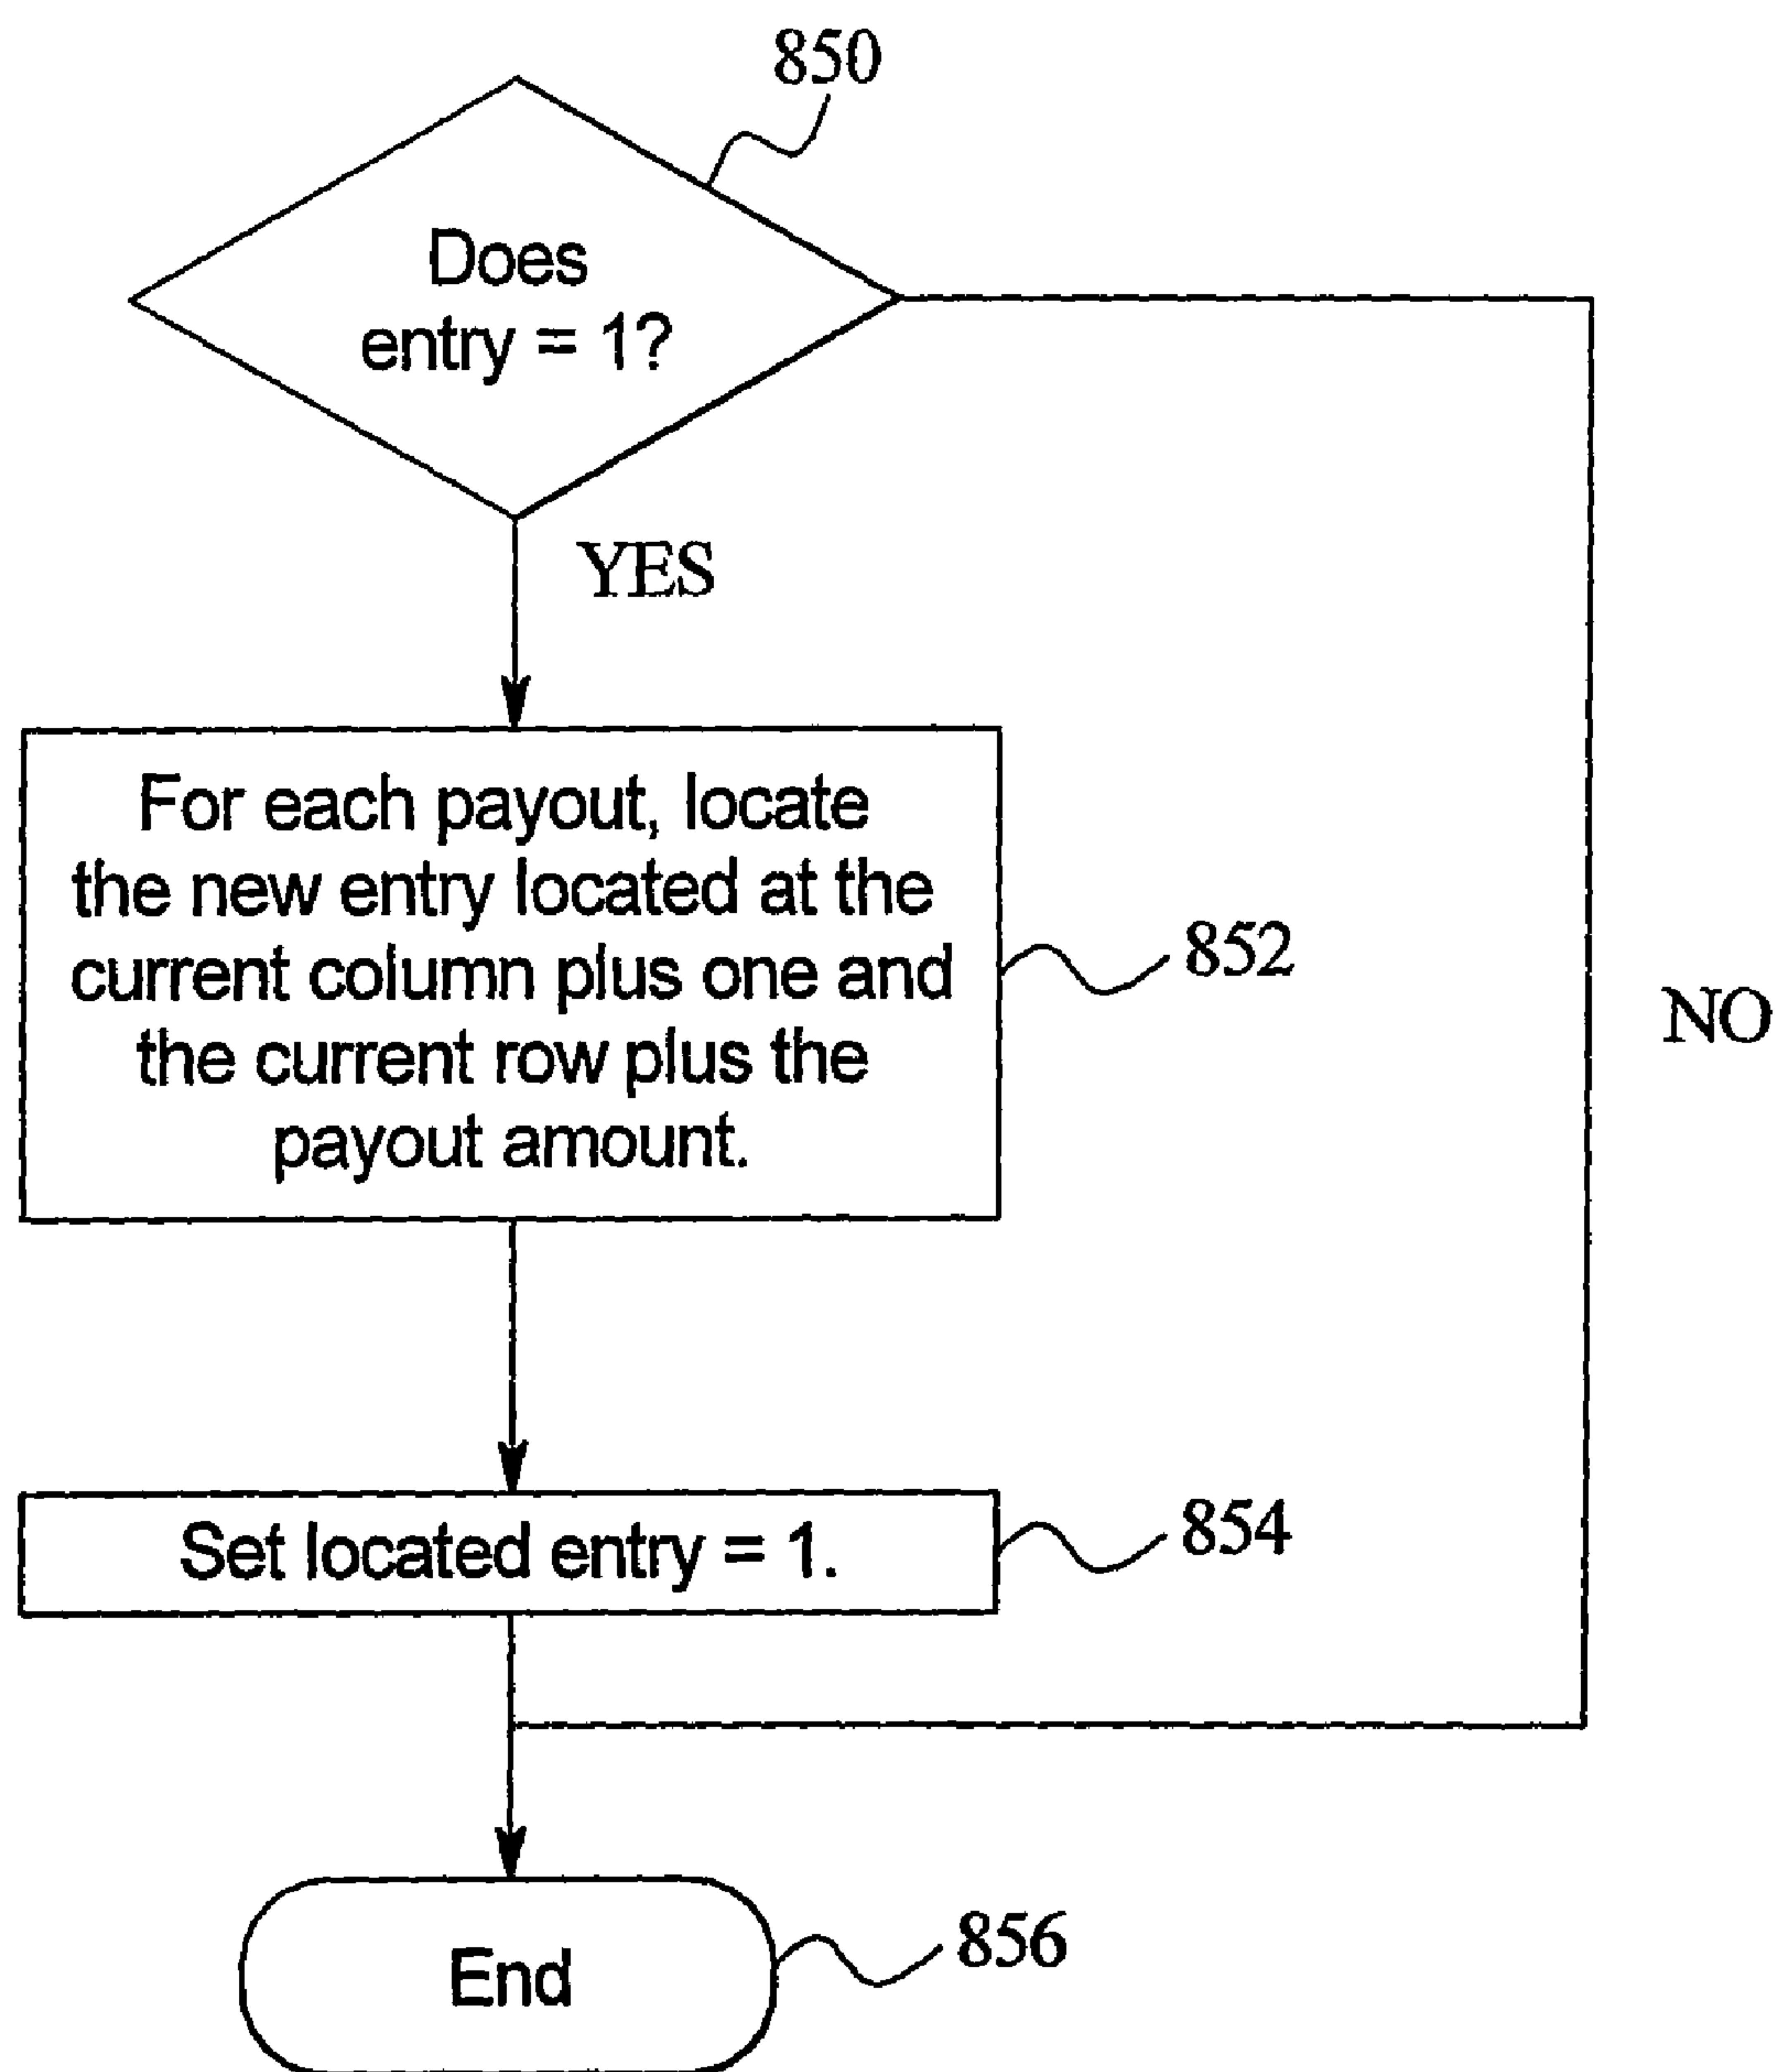 850
Does
entry = 1?
YES
For each payout, locate
the new entry located at the
current column plus one and
the current row plus the
payout amount.
852
NO
Set located entry = 1.
854
End
856